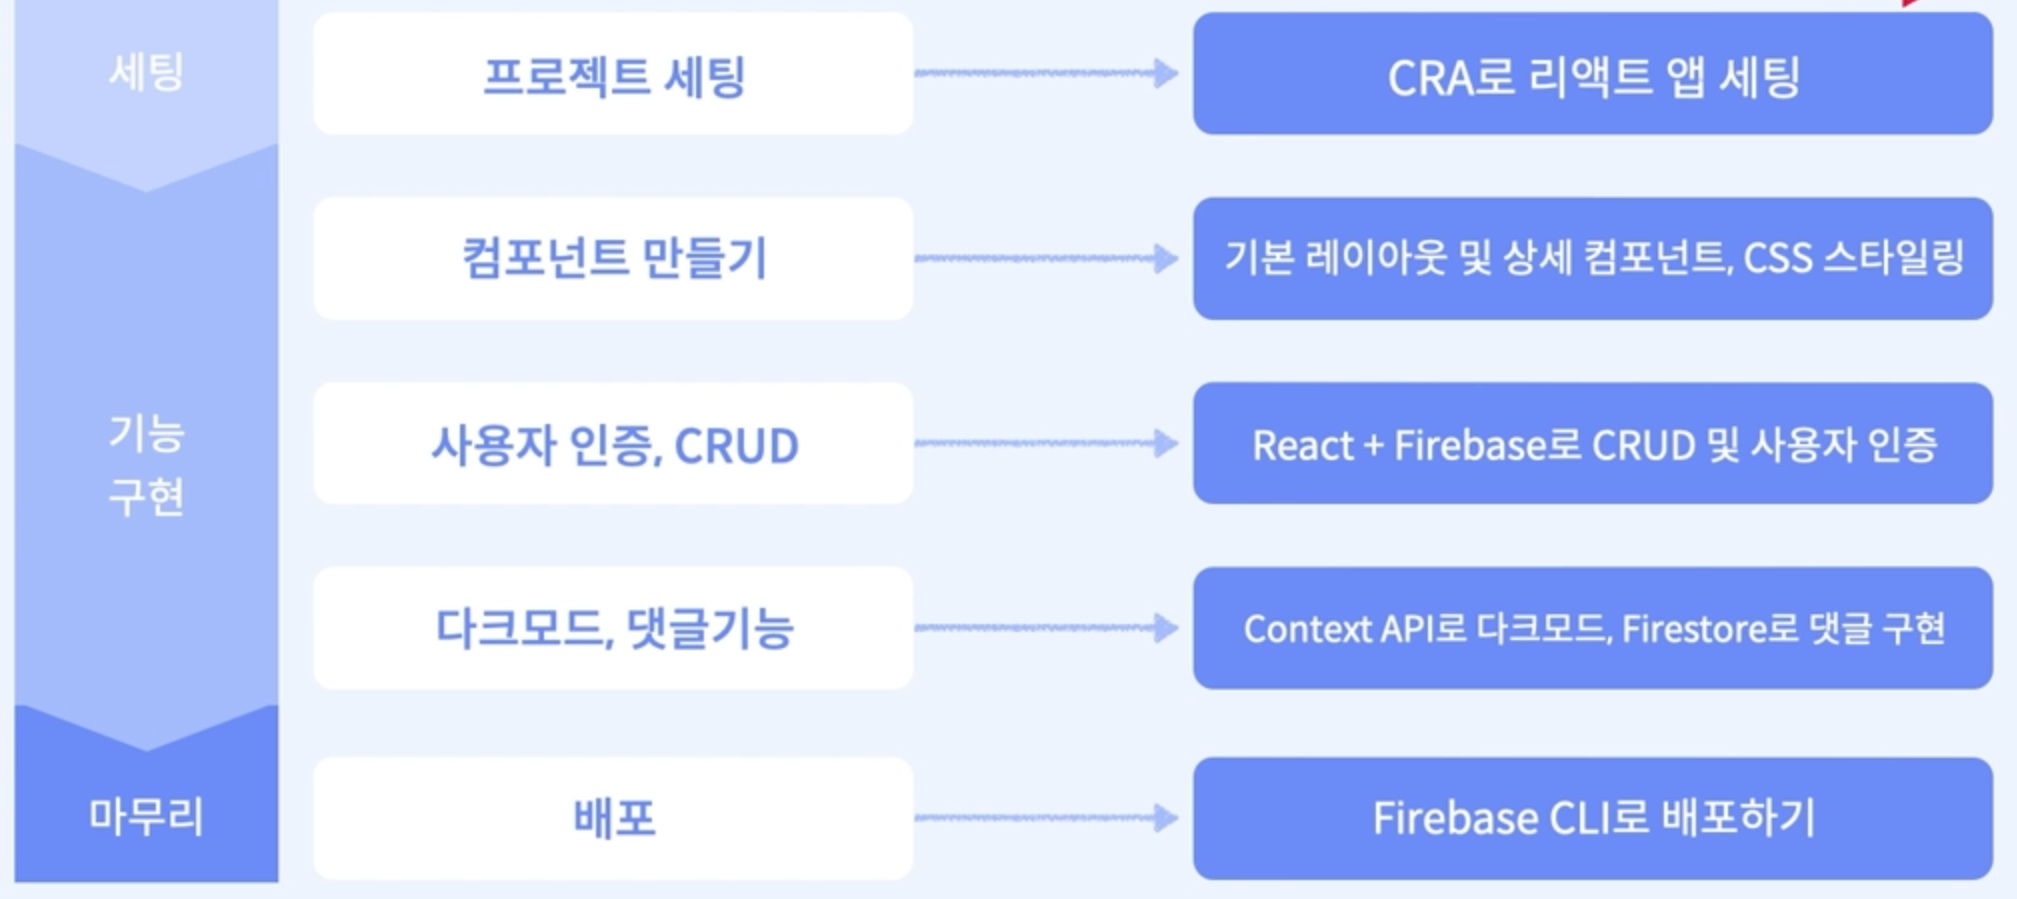 세팅
프로젝트 세팅
CRA로 리액트 앱 세팅
컴포넌트 만들기
기본 레이아웃 및 상세 컴포넌트, CSS 스타일링
기능
구현
사용자 인증, CRUD
React + Firebase로 CRUD 및 사용자 인증
다크모드, 댓글기능
Context API로 다크모드, Firestore로 댓글 구현
마무리
배포
Firebase CLI로 배포하기